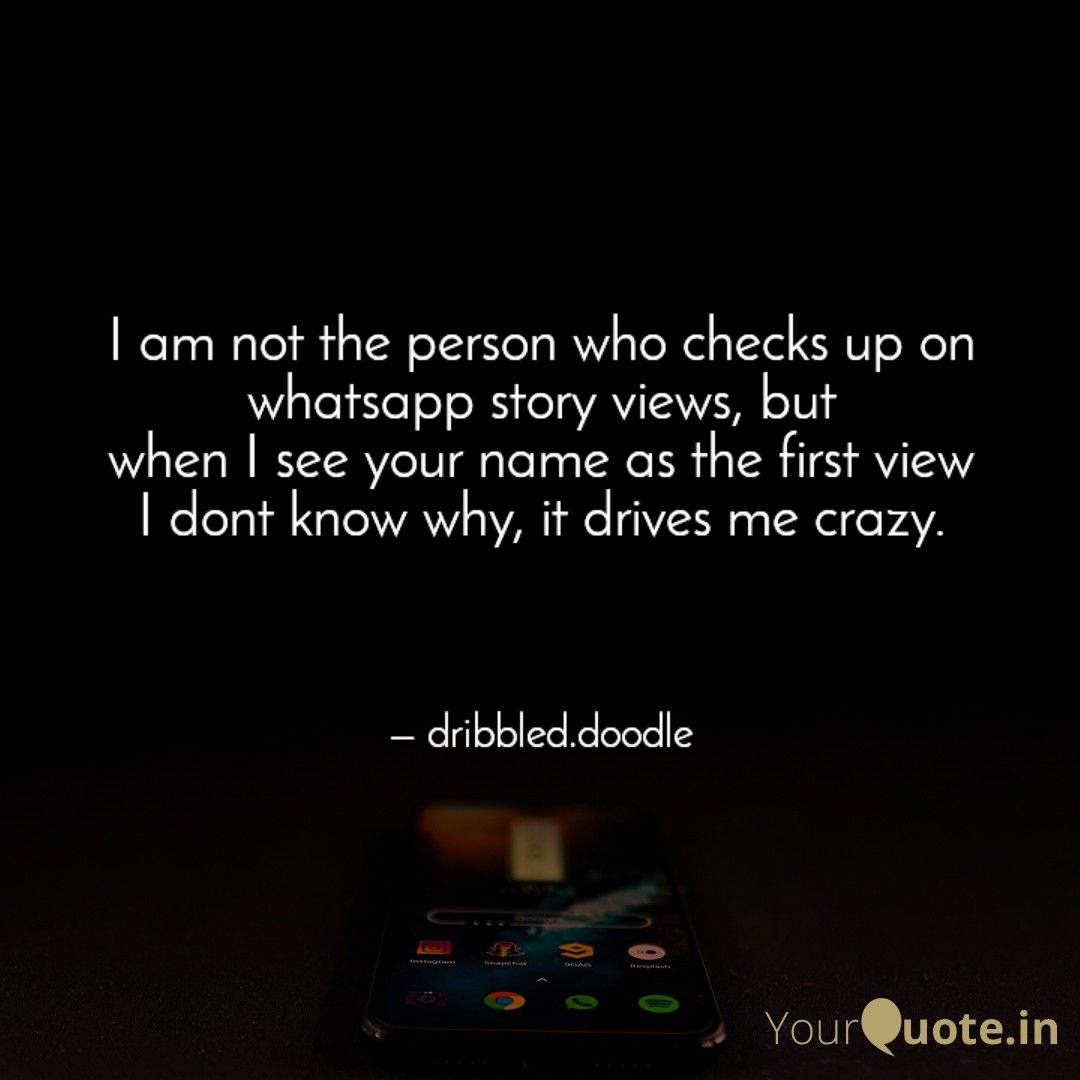 I am not the person who checks up on
whatsapp story views, but
when I see your name as the first view
I dont know why, it drives me crazy.
– dribbled.doodle
Instagram
Snapchat
9GAG
Resplash
YourQuote.in